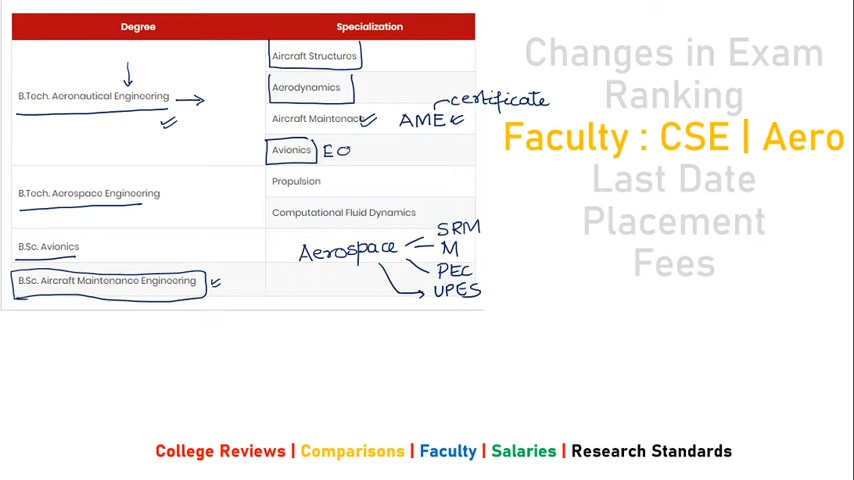 Degree
Specialization
B.Tech. Aeronautical Engineering
Aircraft Structures
Aerodynamics
Aircraft Maintenace
AME
certificate
Avionics
EC
B.Tech. Aerospace Engineering
Propulsion
Computational Fluid Dynamics
B.Sc. Avionics
B.Sc. Aircraft Maintenance Engineering
Aerospace
SRM
M
PEC
UPES
Changes in Exam
Ranking
Faculty : CSE | Aero
Last Date
Placement
Fees
College Reviews | Comparisons | Faculty | Salaries | Research Standards